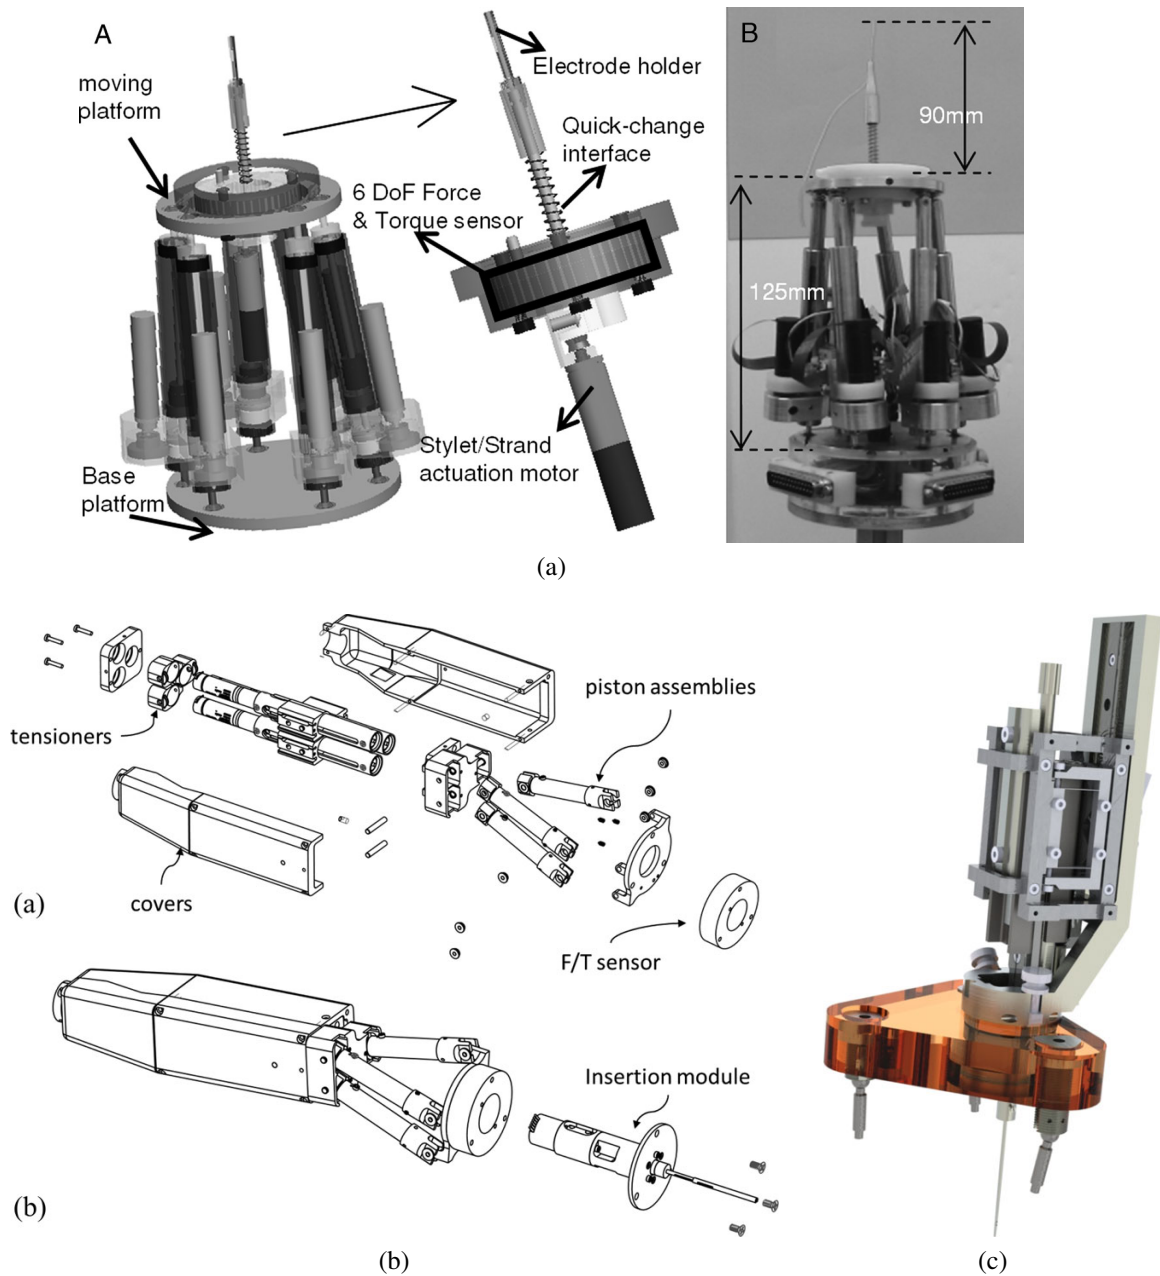 A
moving
platform
Electrode holder
Quick-change
interface
6 DoF Force
& Torque sensor
Stylet/Strand
actuation motor
Base
platform
B
90mm
125mm
(a)
tensioners
piston assemblies
covers
(a)
F/T sensor
Insertion module
(b)
(b)
(c)